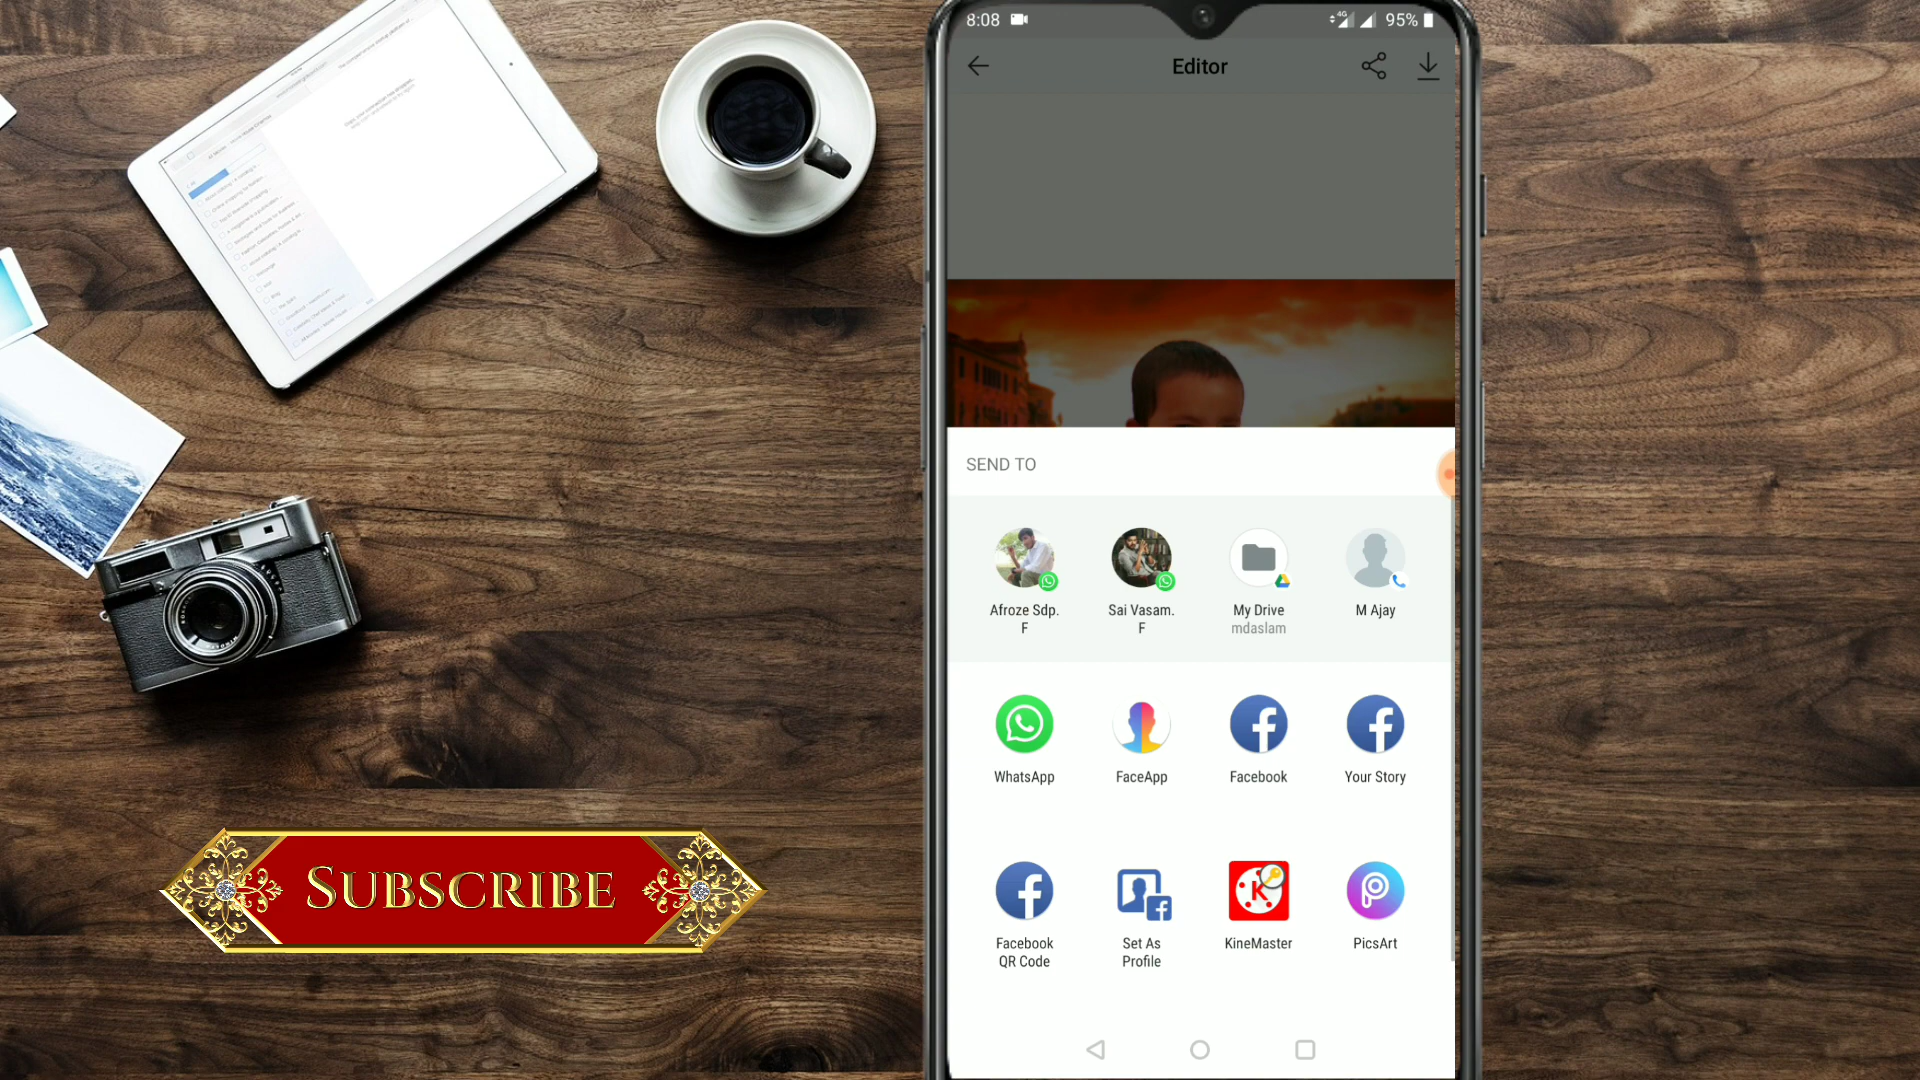 8:08
4G
95%
Editor
SEND TO
Afroze Sdp.
F
Sai Vasam.
F
My Drive
mdaslam
M Ajay
WhatsApp
FaceApp
Facebook
Your Story
Facebook
QR Code
Set As
Profile
KineMaster
PicsArt
SUBSCRIBE